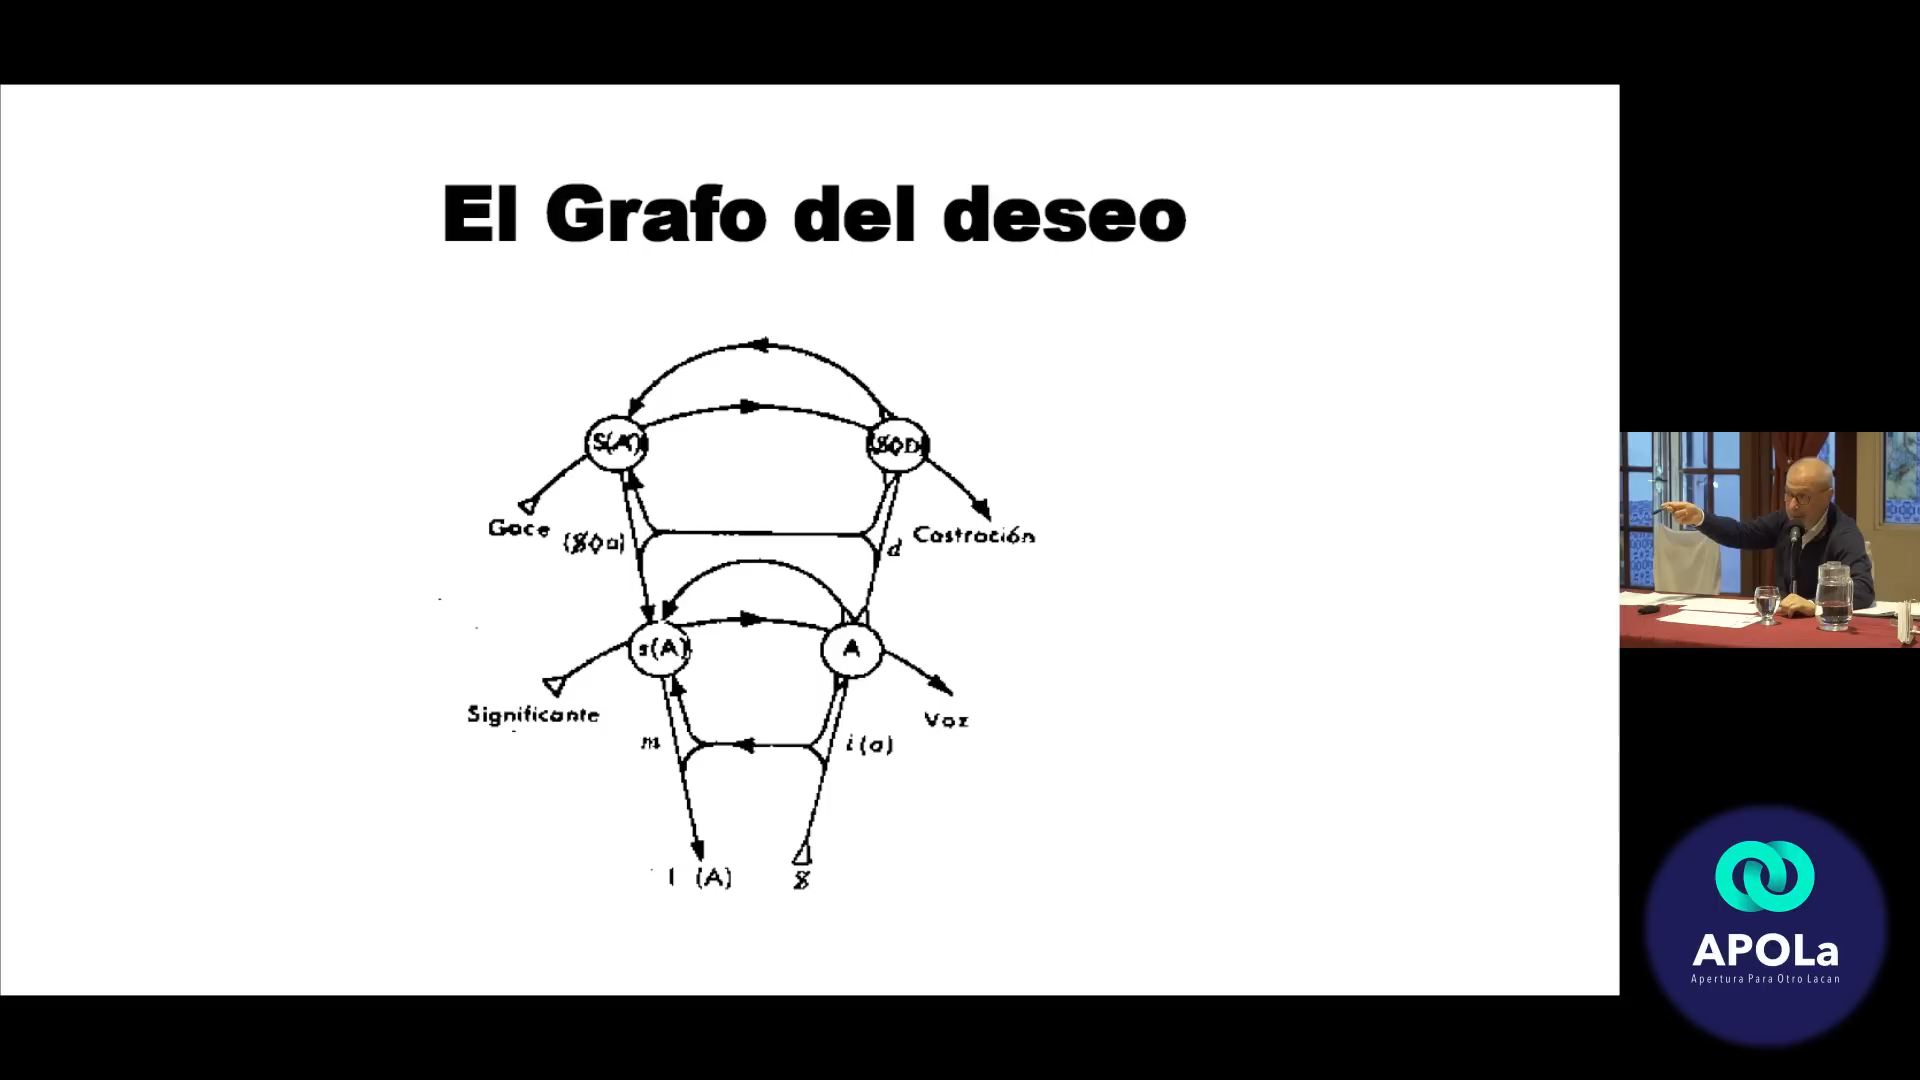 El Grafo del deseo
S(Ⱥ)
$◊D
Goce
($◊a)
d
Castración
s(A)
A
Significante
Voz
m
i(a)
I (A)
$
APOLa
Apertura Para Otro Lacan